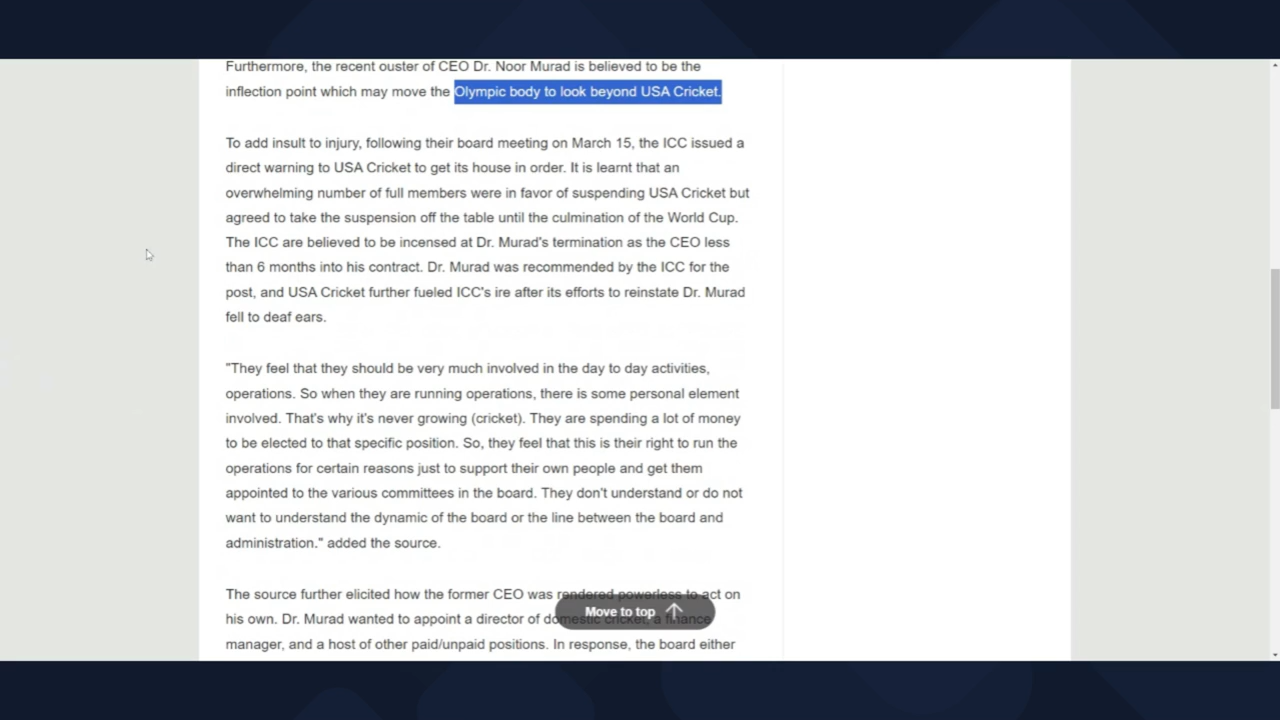 Furthermore, the recent ouster of CEO Dr. Noor Murad is believed to be the
inflection point which may move the Olympic body to look beyond USA Cricket.
To add insult to injury, following their board meeting on March 15, the ICC issued a
direct warning to USA Cricket to get its house in order. It is learnt that an
overwhelming number of full members were in favor of suspending USA Cricket but
agreed to take the suspension off the table until the culmination of the World Cup.
The ICC are believed to be incensed at Dr. Murad's termination as the CEO less
than 6 months into his contract. Dr. Murad was recommended by the ICC for the
post, and USA Cricket further fueled ICC's ire after its efforts to reinstate Dr. Murad
fell to deaf ears.
"They feel that they should be very much involved in the day to day activities,
operations. So when they are running operations, there is some personal element
involved. That's why it's never growing (cricket). They are spending a lot of money
to be elected to that specific position. So, they feel that this is their right to run the
operations for certain reasons just to support their own people and get them
appointed to the various committees in the board. They don't understand or do not
want to understand the dynamic of the board or the line between the board and
administration." added the source.
The source further elicited how the former CEO was rendered powerless to act on
Move to top
his own. Dr. Murad wanted to appoint a director of domestic cricket, a finance
manager, and a host of other paid/unpaid positions. In response, the board either